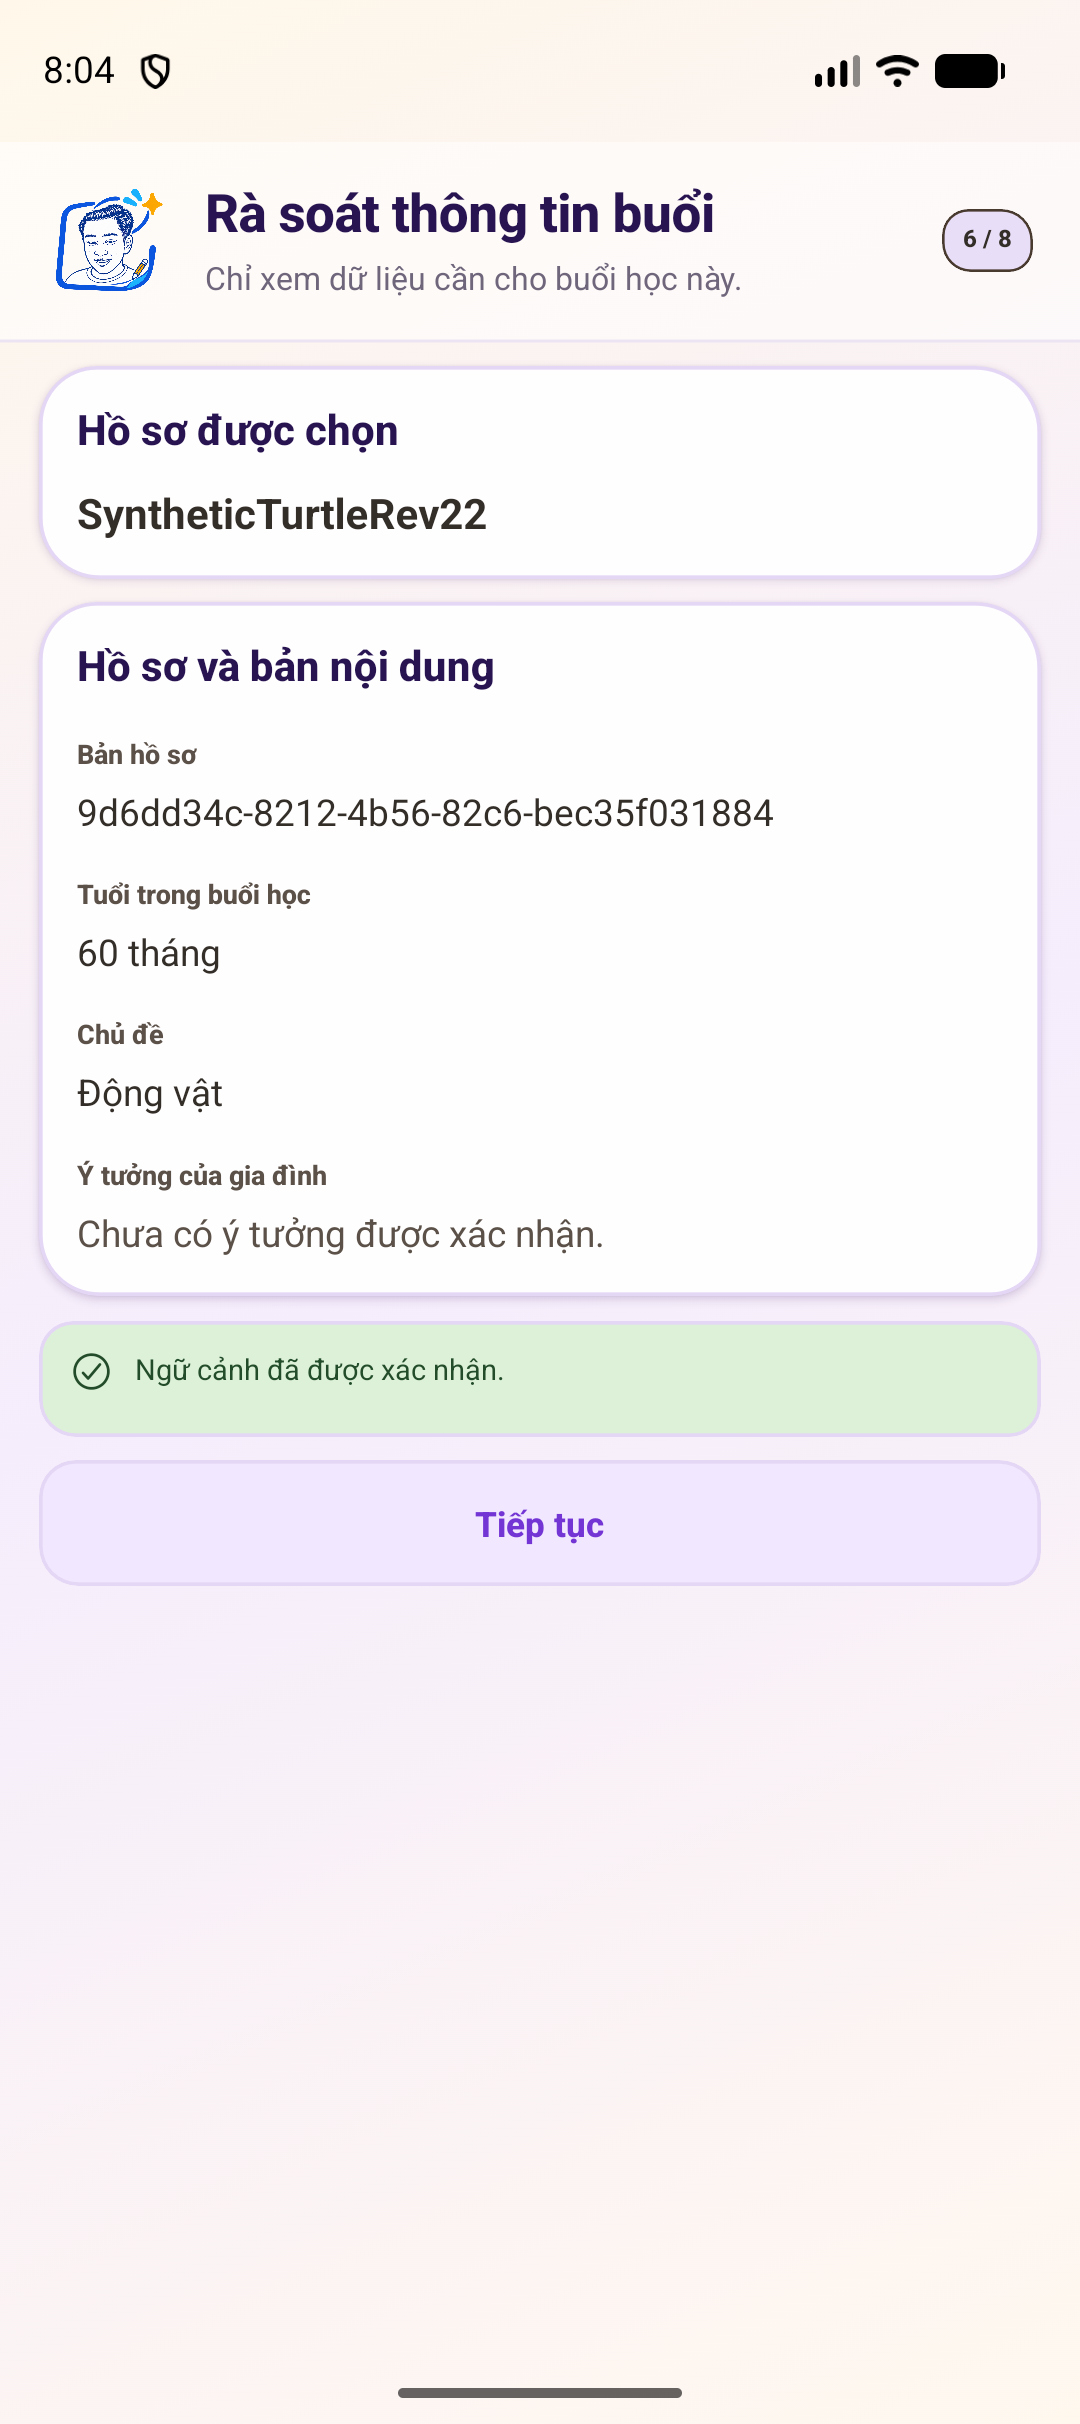 8:04
Rà soát thông tin buổi
Chỉ xem dữ liệu cần cho buổi học này.
6 / 8
Hồ sơ được chọn
SyntheticTurtleRev22
Hồ sơ và bản nội dung
Bản hồ sơ
9d6dd34c-8212-4b56-82c6-bec35f031884
Tuổi trong buổi học
60 tháng
Chủ đề
Động vật
Ý tưởng của gia đình
Chưa có ý tưởng được xác nhận.
Ngữ cảnh đã được xác nhận.
Tiếp tục